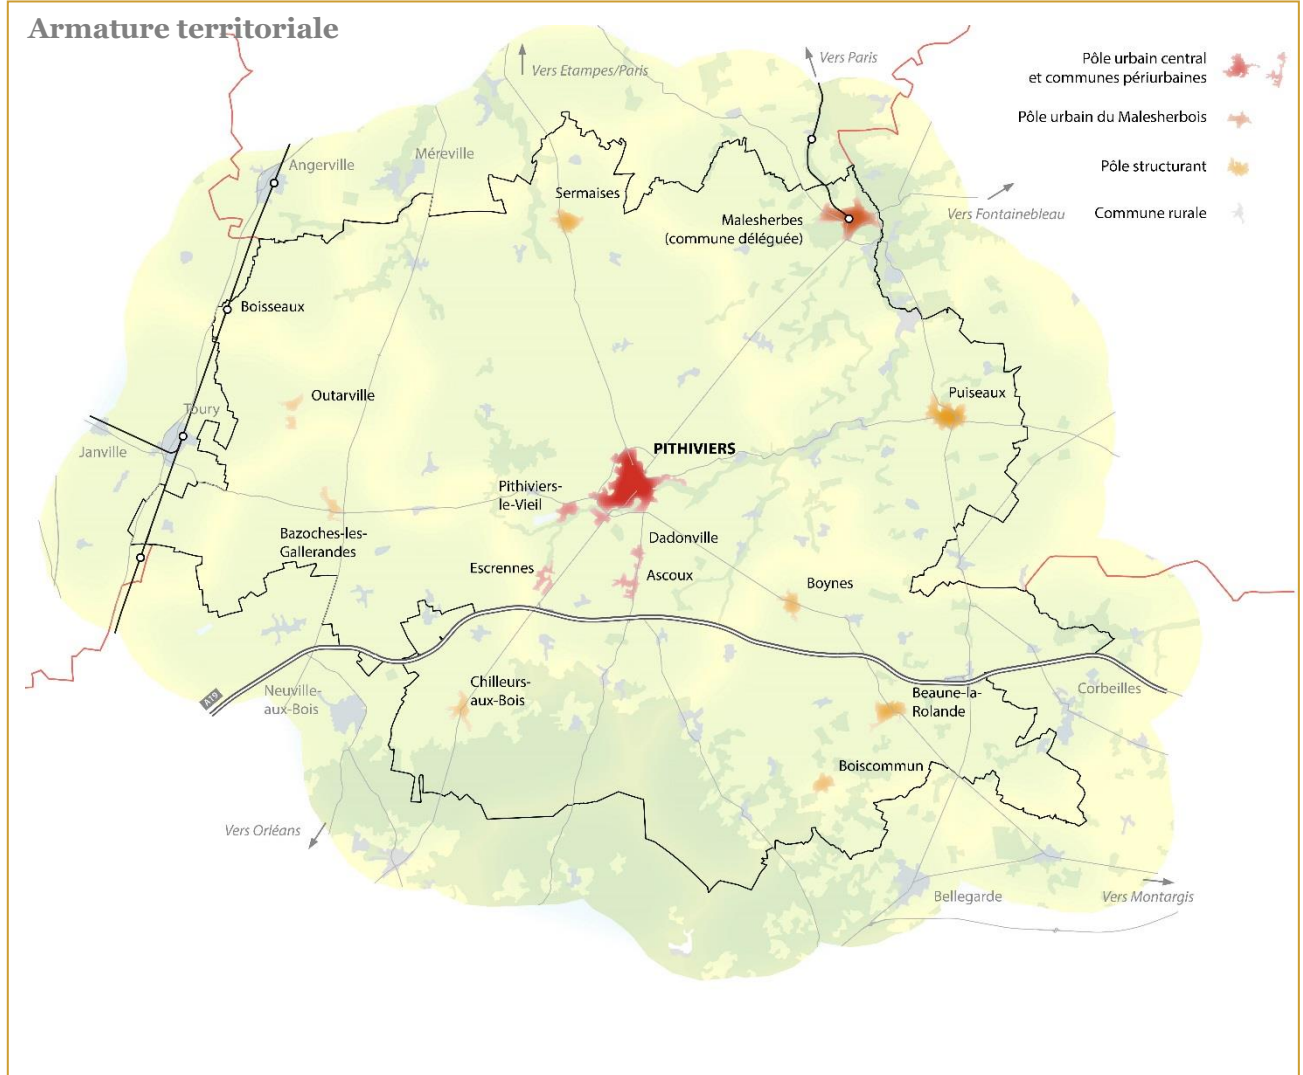 Armature territoriale
Vers Paris
Pôle urbain central
et communes périurbaines
Vers Etampes/Paris
Pôle urbain du Malesherbois
Méreville
Angerville
Pôle structurant
Sermaises
Vers Fontainebleau
Commune rurale
Malesherbes
(commune déléguée)
Boisseaux
Outarville
Puiseaux
Toury
Janville
PITHIVIERS
Pithiviers-
le-Vieil
Bazoches-les-
Gallerandes
Dadonville
Escrennes
Ascoux
Boynes
Chilleurs-
aux-Bois
Neuville-
aux-Bois
A19
Beaune-la-
Rolande
Corbeilles
Boiscommun
Vers Orléans
Bellegarde
Vers Montargis